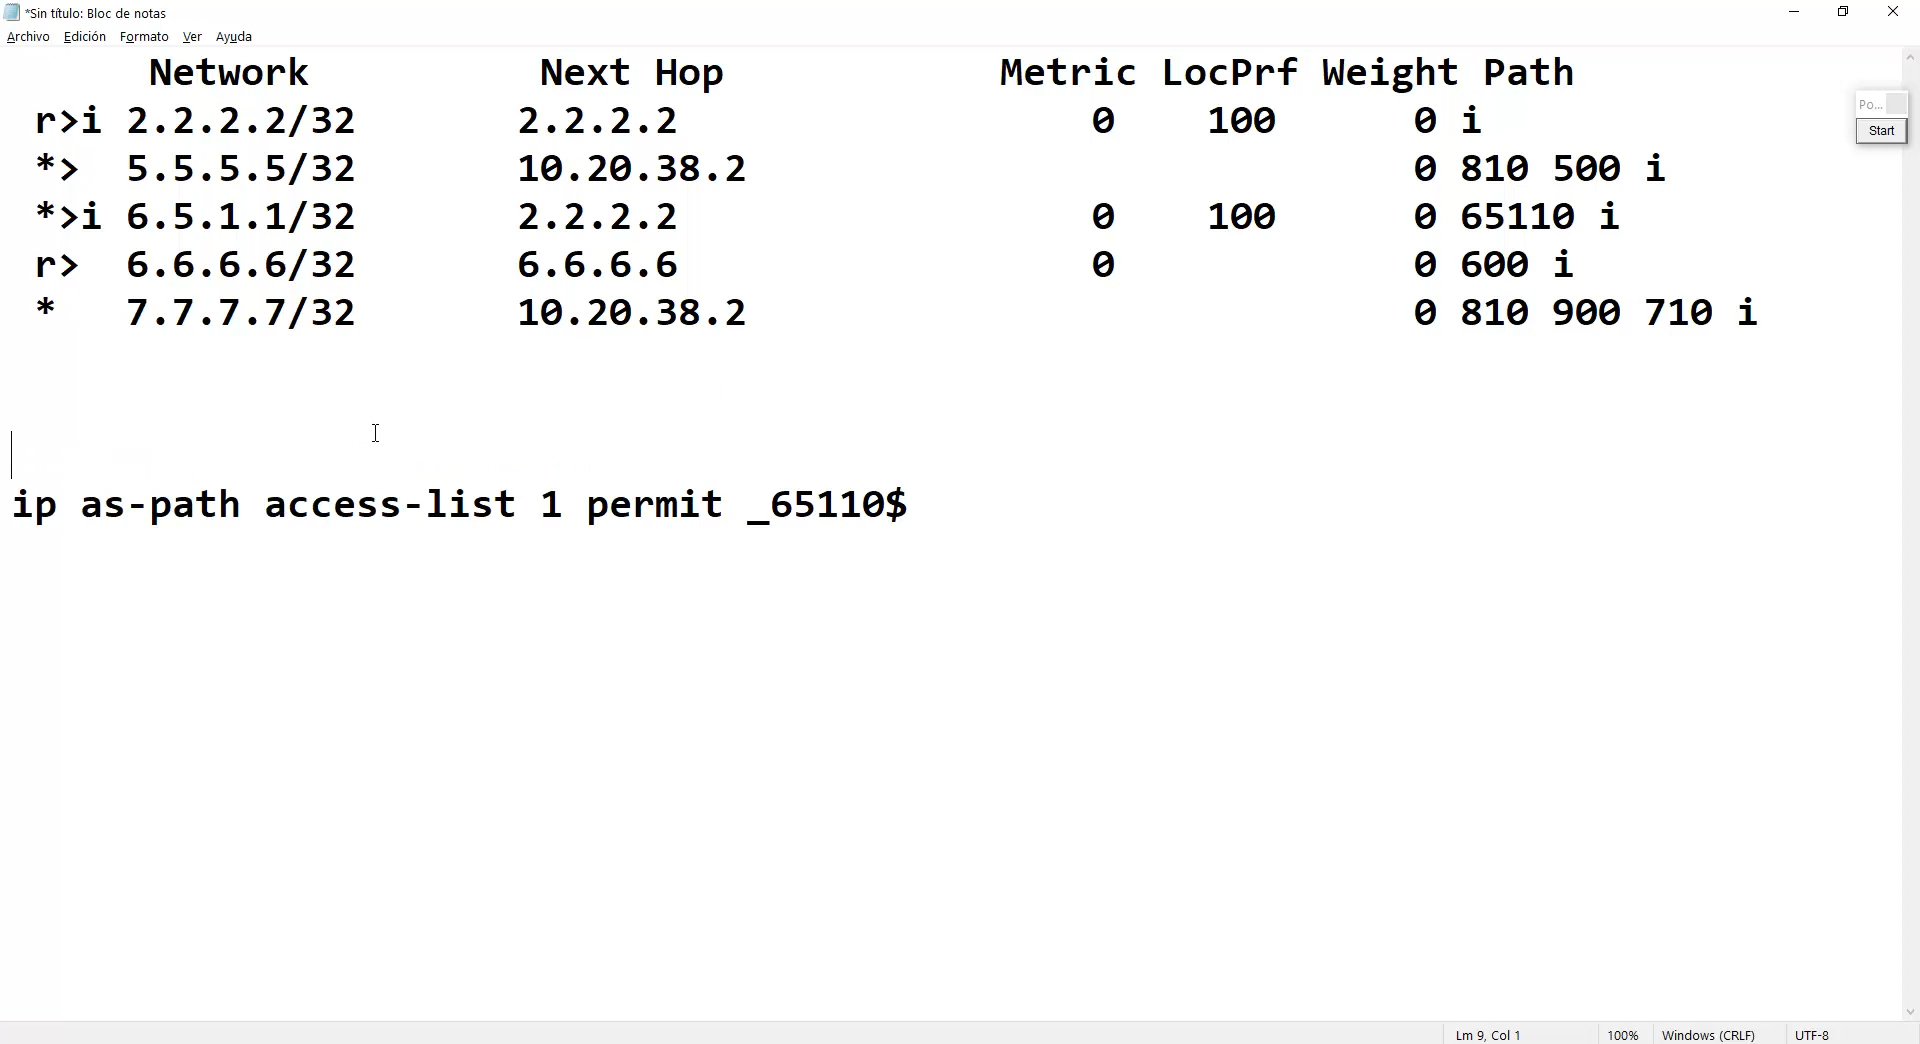 *Sin título: Bloc de notas
Archivo Edición Formato Ver Ayuda
Network Next Hop Metric LocPrf Weight Path
r>i 2.2.2.2/32 2.2.2.2 0 100 0 i
*> 5.5.5.5/32 10.20.38.2 0 810 500 i
*>i 6.5.1.1/32 2.2.2.2 0 100 0 65110 i
r> 6.6.6.6/32 6.6.6.6 0 0 600 i
* 7.7.7.7/32 10.20.38.2 0 810 900 710 i
Po...
Start
ip as-path access-list 1 permit _65110$
Lm 9, Col 1 100% Windows (CRLF) UTF-8